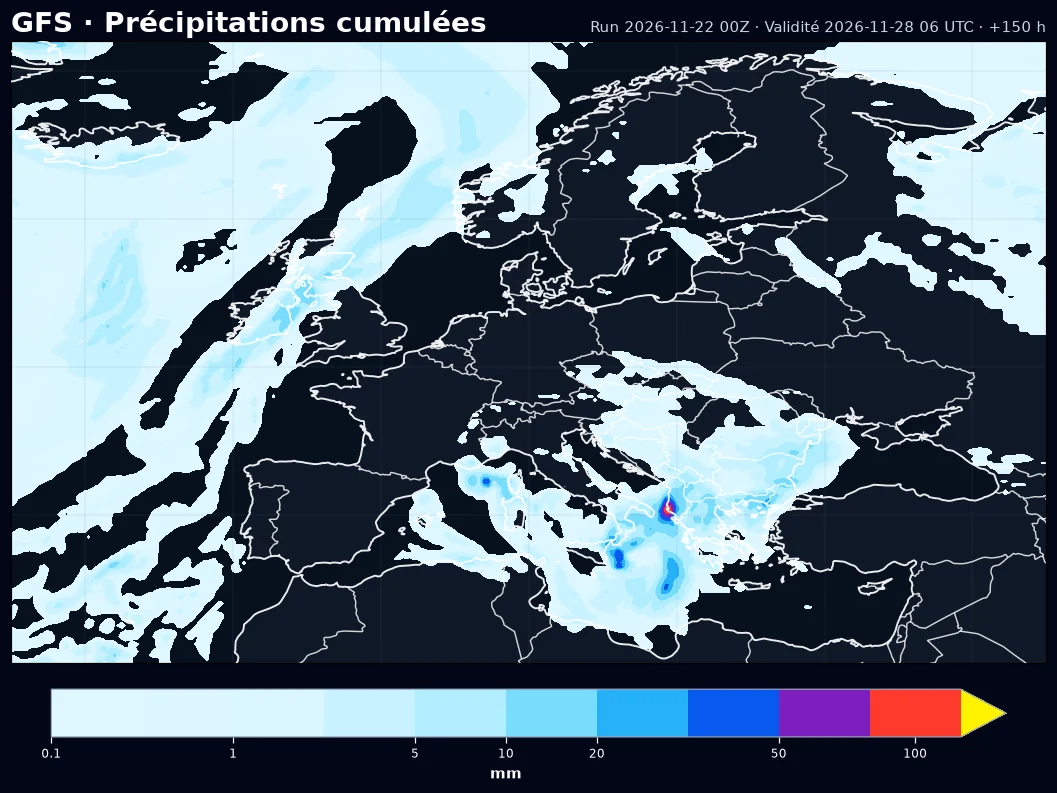 GFS · Précipitations cumulées
Run 2026-11-22 00Z · Validité 2026-11-28 06 UTC · +150 h
0.1 1 5 10 20 50 100
mm